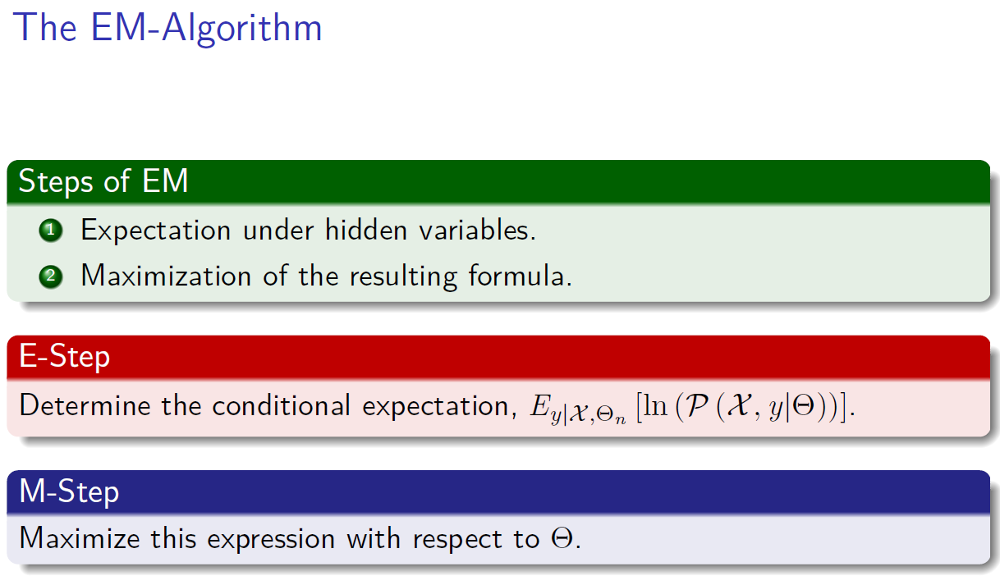 The EM-Algorithm
Steps of EM
1 Expectation under hidden variables.
2 Maximization of the resulting formula.
E-Step
Determine the conditional expectation, $E_{y|\mathcal{X},\Theta_n}\left[\ln\left(\mathcal{P}\left(\mathcal{X}, y|\Theta\right)\right)\right]$.
M-Step
Maximize this expression with respect to Θ.